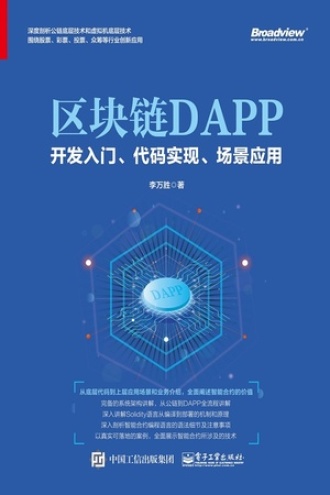 深度剖析公链底层技术和虚拟机底层技术
围绕股票、彩票、投票、众筹等行业创新应用
Broadview®
www.broadview.com.cn
区块链DAPP
开发入门、代码实现、场景应用
李万胜◎著
DAPP
从底层代码到上层应用场景和业务介绍，全面阐述智能合约的价值
完善的系统架构讲解，从公链到DAPP全流程详解
深入讲解Solidity语言从编译到部署的机制和原理
深入剖析智能合约编程语言的语法细节及注意事项
以真实可落地的案例，全面展示智能合约所涉及的技术
中国工信出版集团
电子工业出版社